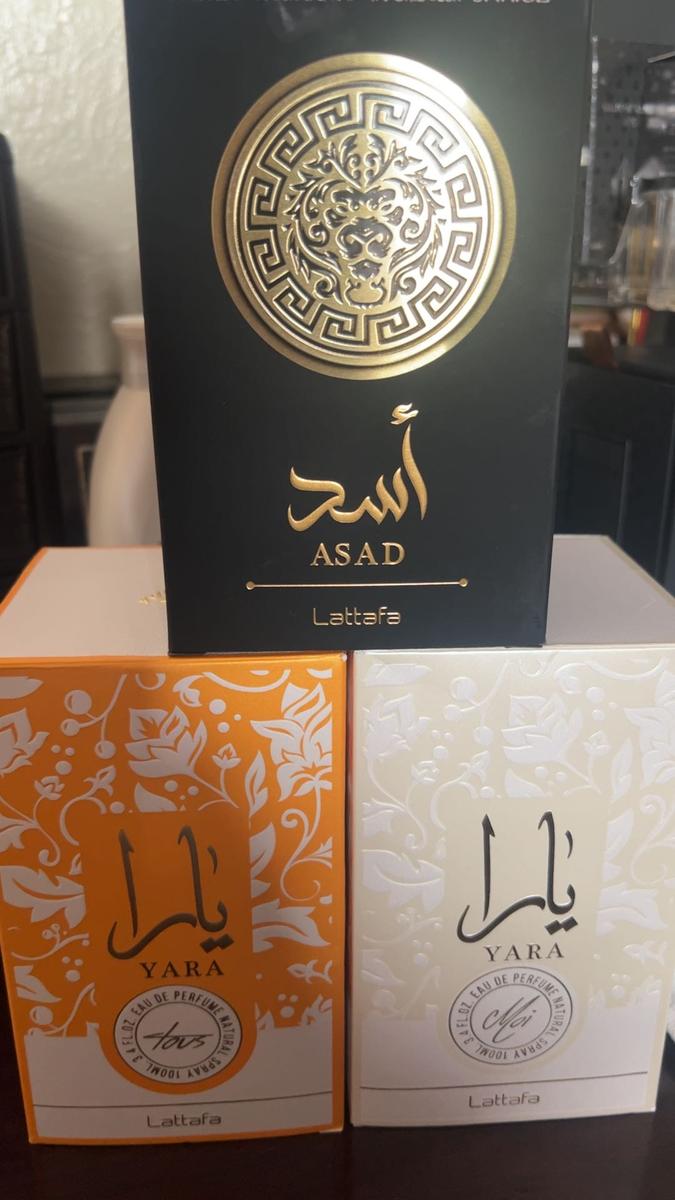 أسد
ASAD
Lattafa
يارا
YARA
EAU DE PERFUME NATURAL SPRAY 100ML 3.4 FL.OZ.
Tous
Lattafa
يارا
YARA
EAU DE PERFUME NATURAL SPRAY 100ML 3.4 FL.OZ.
Moi
Lattafa